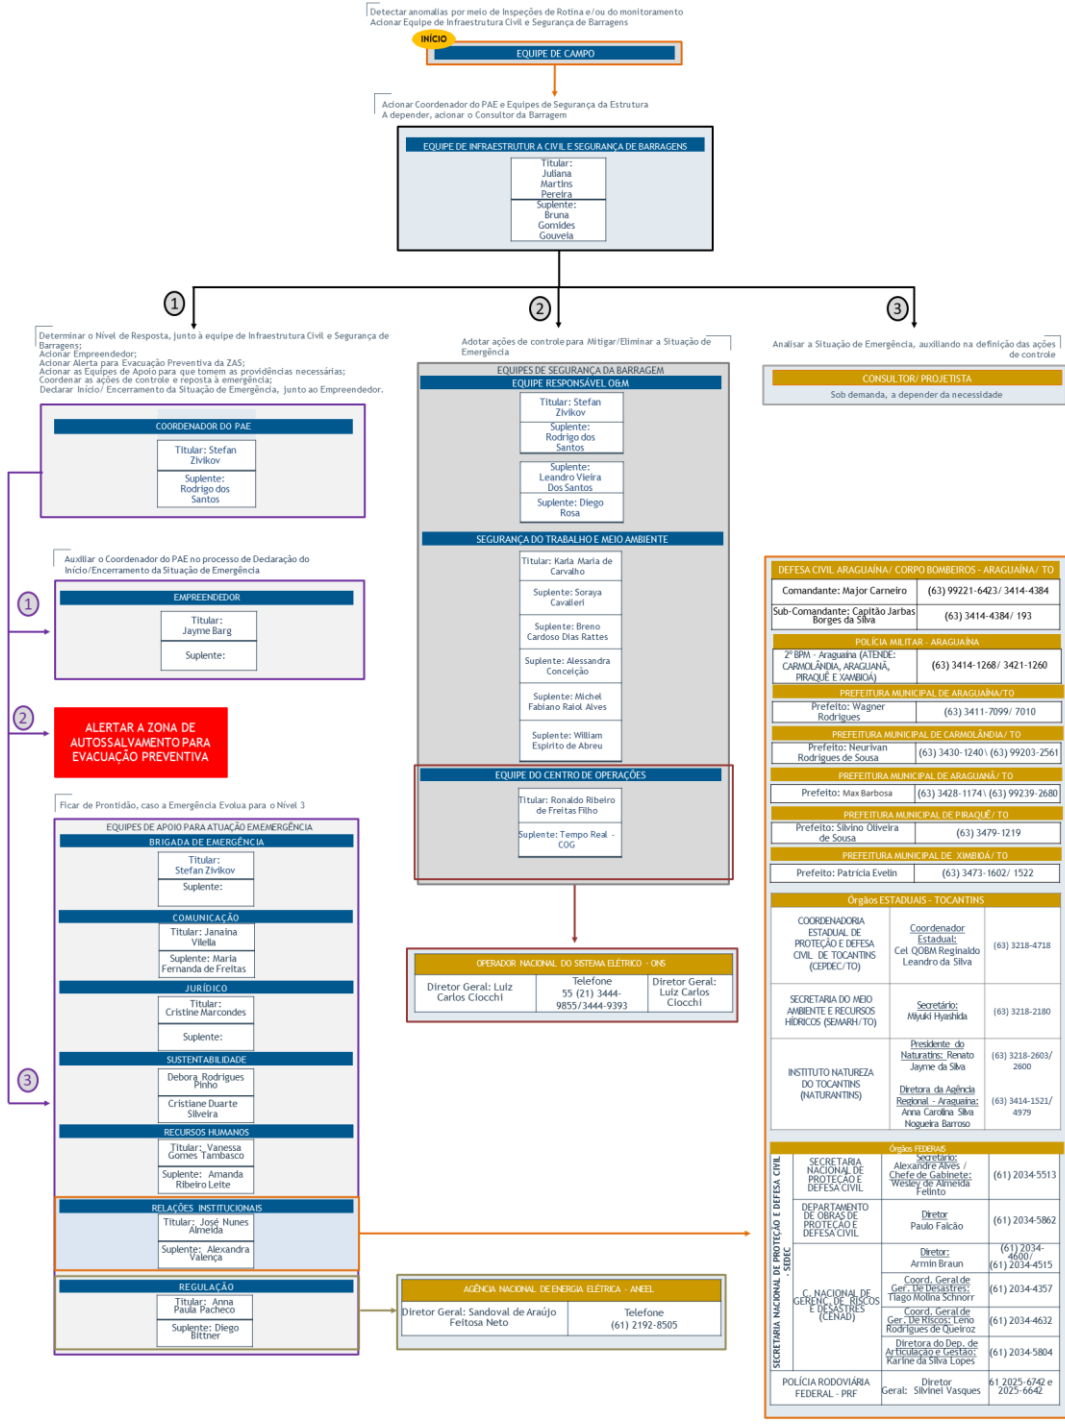 Detectar anomalias por meio de Inspeções de Rotina e/ou do monitoramento
Acionar Equipe de Infraestrutura Civil e Segurança de Barragens
INÍCIO
EQUIPE DE CAMPO
Acionar Coordenador do PAE e Equipes de Segurança da Estrutura
A depender, acionar o Consultor da Barragem
EQUIPE DE INFRAESTRUTUR A CIVIL E SEGURANÇA DE BARRAGENS
Titular:
Juliana
Martins
Pereira
Suplente:
Bruna
Gomides
Gouveia
1
2
3
Determinar o Nível de Resposta, junto à equipe de Infraestrutura Civil e Segurança de
Barragens;
Acionar Empreendedor;
Acionar Alerta para Evacuação Preventiva da ZAS;
Acionar as Equipes de Apoio para que tomem as providências necessárias;
Coordenar as ações de controle e reposta à emergência;
Declarar Início/ Encerramento da Situação de Emergência, junto ao Empreendedor.
COORDENADOR DO PAE
Titular: Stefan
Zivikov
Suplente:
Rodrigo dos
Santos
Auxiliar o Coordenador do PAE no processo de Declaração do
Início/Encerramento da Situação de Emergência
1
EMPREENDEDOR
Titular:
Jayme Barg
Suplente:
2
ALERTAR A ZONA DE
AUTOSSALVAMENTO PARA
EVACUAÇÃO PREVENTIVA
Ficar de Prontidão, caso a Emergência Evolua para o Nível 3
3
EQUIPES DE APOIO PARA ATUAÇÃO EMEMERGÊNCIA
BRIGADA DE EMERGÊNCIA
Titular:
Stefan Zivikov
Suplente:
COMUNICAÇÃO
Titular: Janaina
Vilella
Suplente: Maria
Fernanda de Freitas
JURÍDICO
Titular:
Cristine Marcondes
Suplente:
SUSTENTABILIDADE
Debora Rodrigues
Pinho
Cristiane Duarte
Silveira
RECURSOS HUMANOS
Titular: Vanessa
Gomes Tambasco
Suplente: Amanda
Ribeiro Leite
RELAÇÕES INSTITUCIONAIS
Titular: José Nunes
Almeida
Suplente: Alexandra
Valença
REGULAÇÃO
Titular: Anna
Paula Pacheco
Suplente: Diego
Bittner
Adotar ações de controle para Mitigar/Eliminar a Situação de
Emergência
EQUIPES DE SEGURANÇA DA BARRAGEM
EQUIPE RESPONSÁVEL O&M
Titular: Stefan
Zivikov
Suplente:
Rodrigo dos
Santos
Suplente:
Leandro Vieira
Dos Santos
Suplente: Diego
Rosa
SEGURANÇA DO TRABALHO E MEIO AMBIENTE
Titular: Karla Maria de
Carvalho
Suplente: Soraya
Cavalieri
Suplente: Breno
Cardoso Dias Rattes
Suplente: Alessandra
Conceição
Suplente: Michel
Fabiano Raiol Alves
Suplente: William
Espirito de Abreu
EQUIPE DO CENTRO DE OPERAÇÕES
Titular: Ronaldo Ribeiro
de Freitas Filho
Suplente: Tempo Real -
COG
OPERADOR NACIONAL DO SISTEMA ELÉTRICO - ONS
Diretor Geral: Luiz
Carlos Ciocchi
Telefone
55 (21) 3444-
9855/3444-9393
Diretor Geral:
Luiz Carlos
Ciocchi
AGÊNCIA NACIONAL DE ENERGIA ELÉTRICA - ANEEL
Diretor Geral: Sandoval de Araújo
Feitosa Neto
Telefone
(61) 2192-8505
Analisar a Situação de Emergência, auxiliando na definição das ações
de controle
CONSULTOR/ PROJETISTA
Sob demanda, a depender da necessidade
DEFESA CIVIL ARAGUAÍNA/ CORPO BOMBEIROS - ARAGUAÍNA/ TO
Comandante: Major Carneiro
(63) 99221-6423/ 3414-4384
Sub-Comandante: Capitão Jarbas
Borges da Silva
(63) 3414-4384/ 193
POLÍCIA MILITAR - ARAGUAÍNA
2º BPM - Araguaína (ATENDE:
CARMOLÂNDIA, ARAGUANÃ,
PIRAQUÊ E XAMBIOÁ)
(63) 3414-1268/ 3421-1260
PREFEITURA MUNICIPAL DE ARAGUAÍNA/TO
Prefeito: Wagner
Rodrigues
(63) 3411-7099/ 7010
PREFEITURA MUNICIPAL DE CARMOLÂNDIA/ TO
Prefeito: Neurivan
Rodrigues de Sousa
(63) 3430-1240\ (63) 99203-2561
PREFEITURA MUNICIPAL DE ARAGUANÃ/ TO
Prefeito: Max Barbosa
(63) 3428-1174\ (63) 99239-2680
PREFEITURA MUNICIPAL DE PIRAQUÊ/ TO
Prefeito: Silvino Oliveira
de Sousa
(63) 3479-1219
PREFEITURA MUNICIPAL DE XIMBIOÁ/ TO
Prefeito: Patrícia Evelin
(63) 3473-1602/ 1522
Órgãos ESTADUAIS - TOCANTINS
COORDENADORIA
ESTADUAL DE
PROTEÇÃO E DEFESA
CIVIL DE TOCANTINS
(CEPDEC/TO)
Coordenador
Estadual:
Cel QOBM Reginaldo
Leandro da Silva
(63) 3218-4718
SECRETARIA DO MEIO
AMBIENTE E RECURSOS
HÍDRICOS (SEMARH/TO)
Secretário:
Miyuki Hyashida
(63) 3218-2180
INSTITUTO NATUREZA
DO TOCANTINS
(NATURANTINS)
Presidente do
Naturatins: Renato
Jayme da Silva
(63) 3218-2603/
2600
Diretora da Agência
Regional - Araguaína:
Anna Carolina Silva
Nogueira Barroso
(63) 3414-1521/
4979
Órgãos FEDERAIS
SECRETARIA NACIONAL DE PROTEÇÃO E DEFESA CIVIL
- SEDEC
SECRETARIA
NACIONAL DE
PROTEÇÃO E
DEFESA CIVIL
Secretário:
Alexandre Alves /
Chefe de Gabinete:
Wesley de Almeida
Felinto
(61) 2034-5513
DEPARTAMENTO
DE OBRAS DE
PROTEÇÃO E
DEFESA CIVIL
Diretor
Paulo Falcão
(61) 2034-5862
C. NACIONAL DE
GERENC. DE RISCOS
E DESASTRES
(CENAD)
Diretor:
Armin Braun
(61) 2034-
4600/
(61) 2034-4515
Coord. Geral de
Ger. De Desastres:
Tiago Molina Schnorr
(61) 2034-4357
Coord. Geral de
Ger. De Riscos: Leno
Rodrigues de Queiroz
(61) 2034-4632
Diretora do Dep. de
Articulação e Gestão:
Karine da Silva Lopes
(61) 2034-5804
POLÍCIA RODOVIÁRIA
FEDERAL - PRF
Diretor
Geral: Silvinei Vasques
61 2025-6742 e
2025-6642